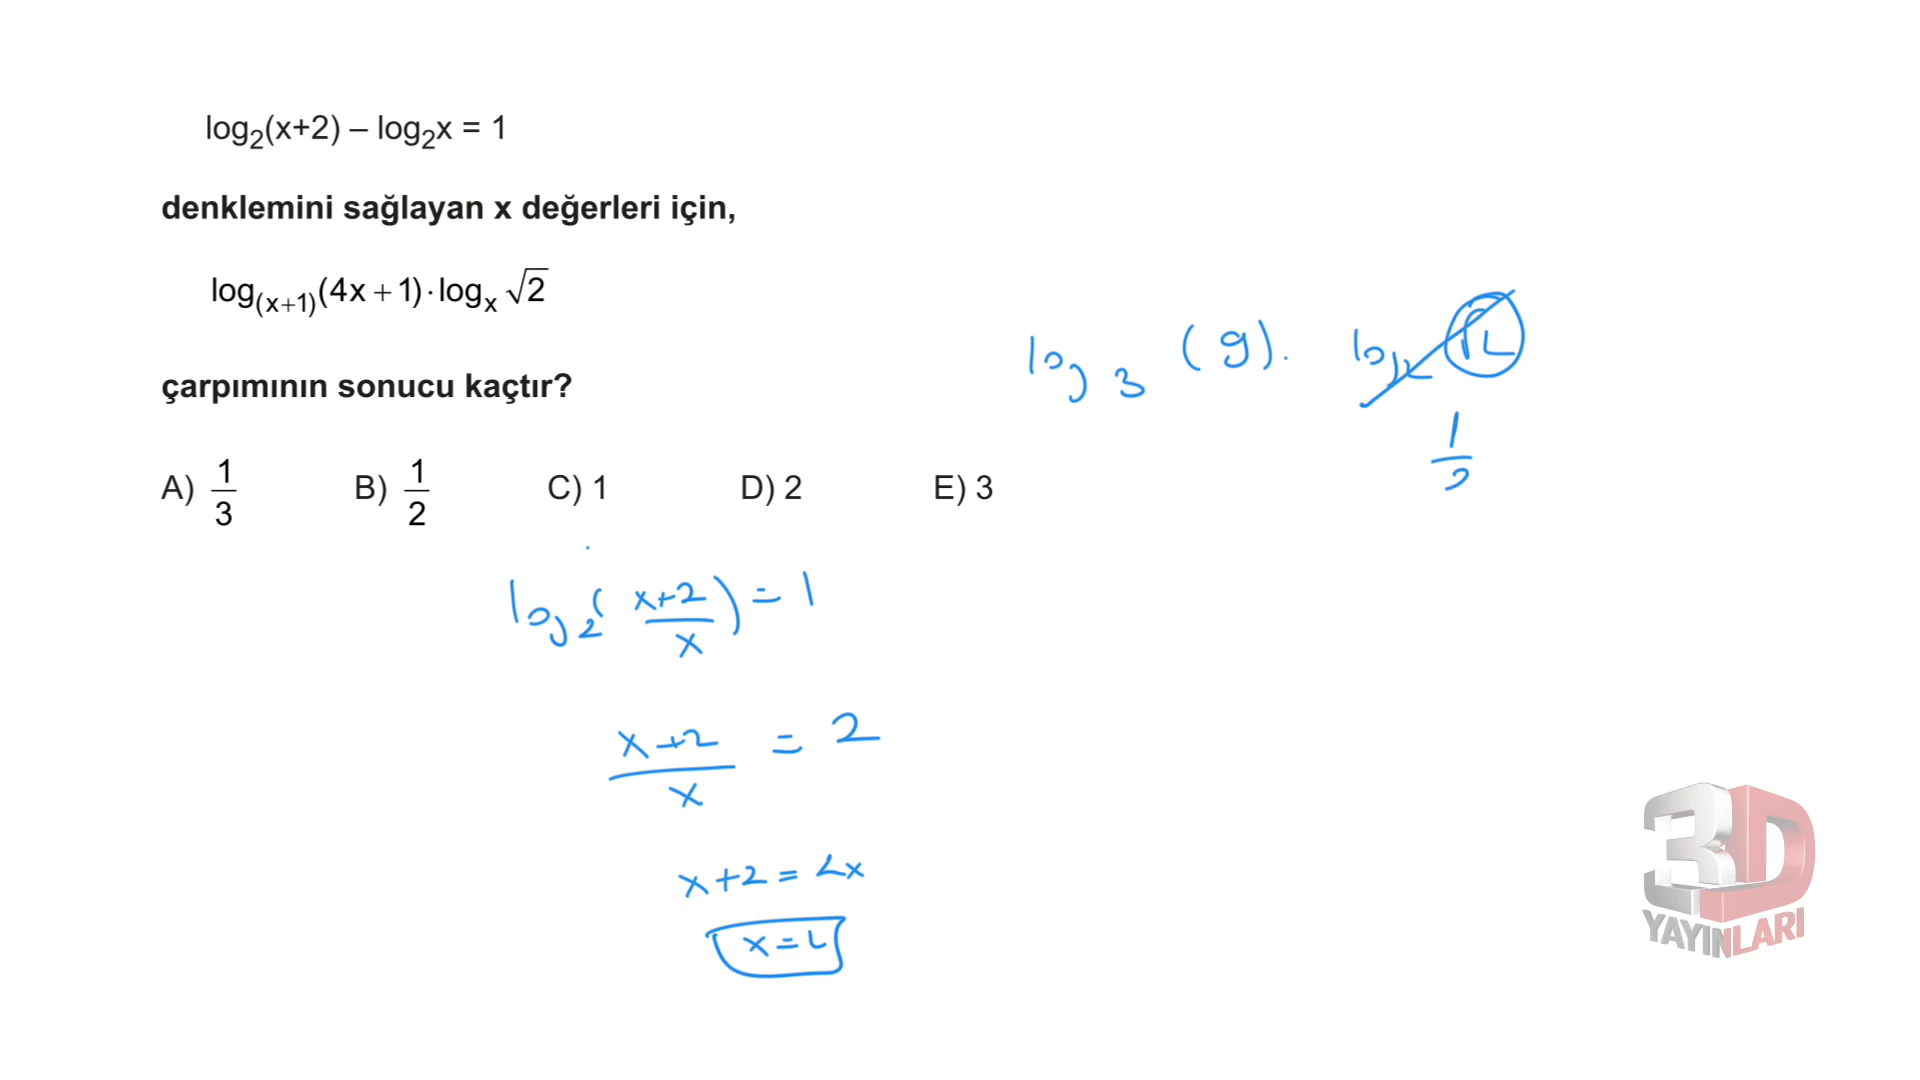 log₂(x+2) – log₂x = 1
denklemini sağlayan x değerleri için,
log₍ₓ₊₁₎(4x + 1) · logₓ √2
çarpımının sonucu kaçtır?
A) 1/3 B) 1/2 C) 1 D) 2 E) 3
log₃ (9). log₂ √2
1/2
log₂( x+2/x ) = 1
x+2/x = 2
x+2 = 2x
x=2
3D
YAYINLARI